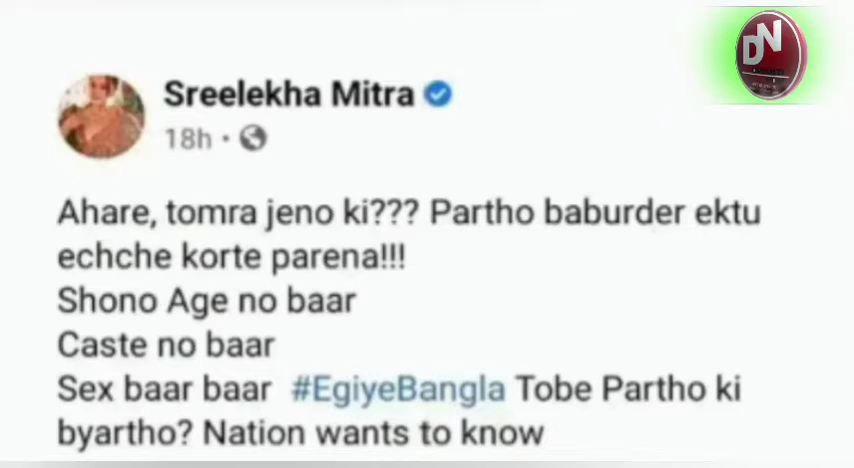 DN
Sreelekha Mitra
18h
Ahare, tomra jeno ki??? Partho baburder ektu
echche korte parena!!!
Shono Age no baar
Caste no baar
Sex baar baar #EgiyeBangla Tobe Partho ki
byartho? Nation wants to know